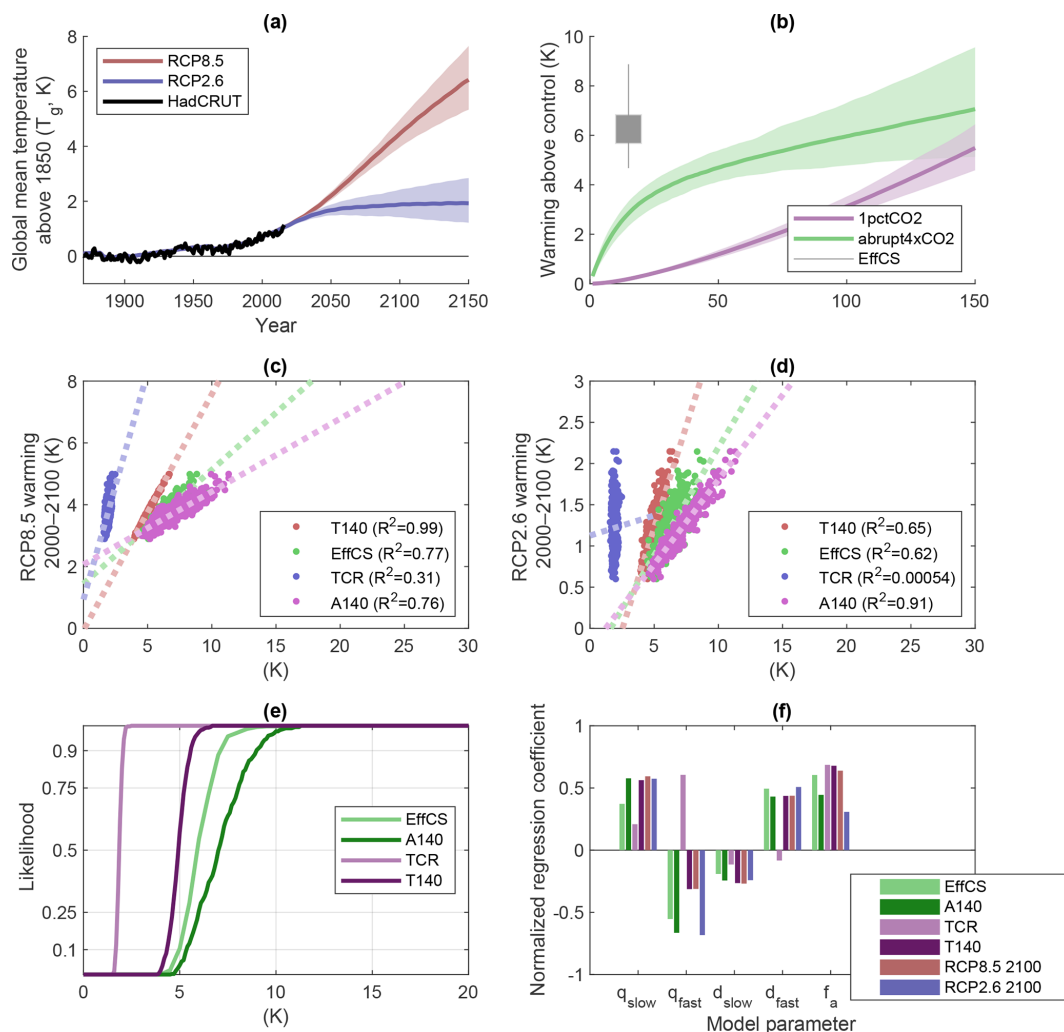 (a)
Global mean temperature
above 1850 (T_g, K)
8
6
4
2
0
RCP8.5
RCP2.6
HadCRUT
1900
1950
2000
2050
2100
2150
Year
(b)
Warming above control (K)
10
8
6
4
2
0
1pctCO2
abrupt4xCO2
EffCS
0
50
100
150
(c)
RCP8.5 warming
2000–2100 (K)
8
6
4
2
0
T140 (R²=0.99)
EffCS (R²=0.77)
TCR (R²=0.31)
A140 (R²=0.76)
0
5
10
15
20
25
30
(K)
(d)
RCP2.6 warming
2000–2100 (K)
3
2.5
2
1.5
1
0.5
0
T140 (R²=0.65)
EffCS (R²=0.62)
TCR (R²=0.00054)
A140 (R²=0.91)
0
5
10
15
20
25
30
(K)
(e)
Likelihood
0.9
0.75
0.5
0.25
0.1
EffCS
A140
TCR
T140
0
5
10
15
20
(K)
(f)
Normalized regression coefficient
1
0.5
0
-0.5
-1
EffCS
A140
TCR
T140
RCP8.5 2100
RCP2.6 2100
q_slow
q_fast
d_slow
d_fast
f_a
Model parameter